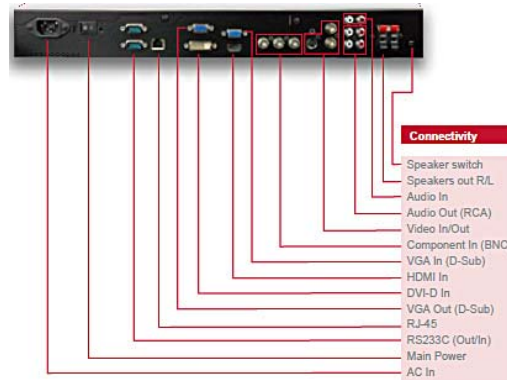 Connectivity
Speaker switch
Speakers out R/L
Audio In
Audio Out (RCA)
Video In/Out
Component In (BNC
VGA In (D-Sub)
HDMI In
DVI-D In
VGA Out (D-Sub)
RJ-45
RS233C (Out/In)
Main Power
AC In